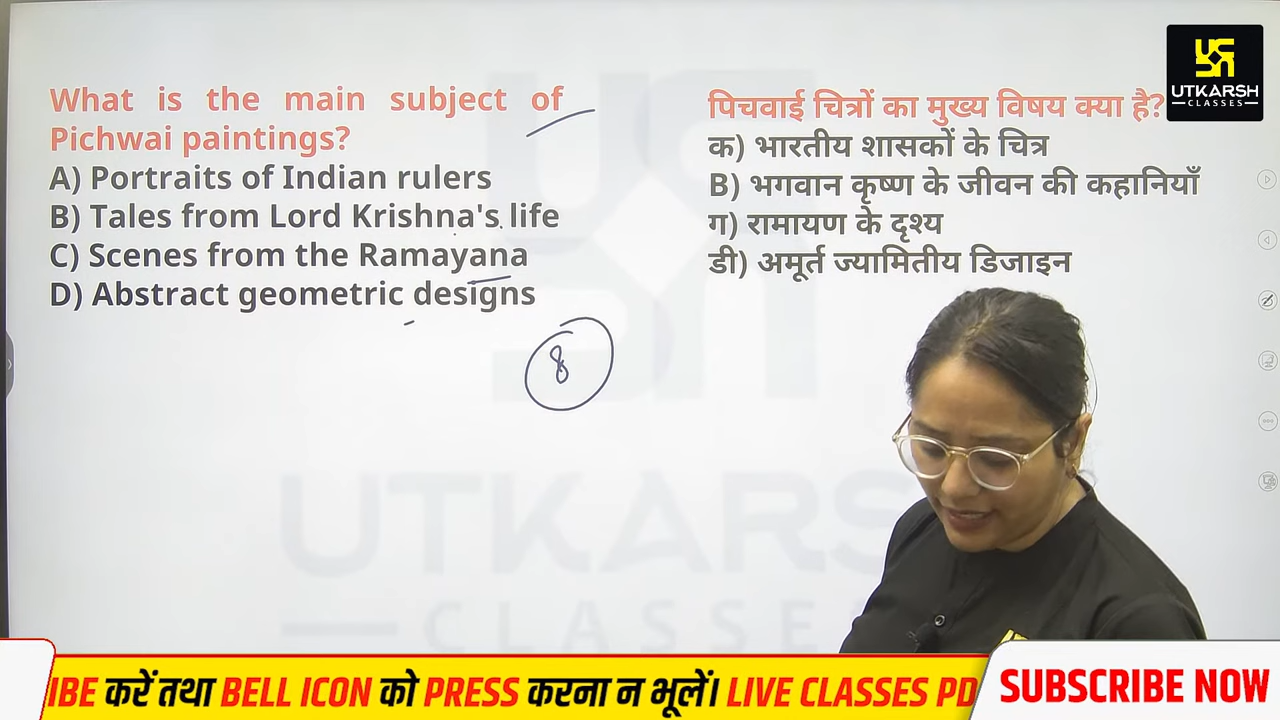 What is the main subject of
Pichwai paintings?
A) Portraits of Indian rulers
B) Tales from Lord Krishna's life
C) Scenes from the Ramayana
D) Abstract geometric designs
8
पिचवाई चित्रों का मुख्य विषय क्या है?
क) भारतीय शासकों के चित्र
B) भगवान कृष्ण के जीवन की कहानियाँ
ग) रामायण के दृश्य
डी) अमूर्त ज्यामितीय डिजाइन
UTKARSH
CLASSES
UTKARS
CLASSES
IBE करें तथा BELL ICON को PRESS करना न भूलें। LIVE CLASSES PD
SUBSCRIBE NOW